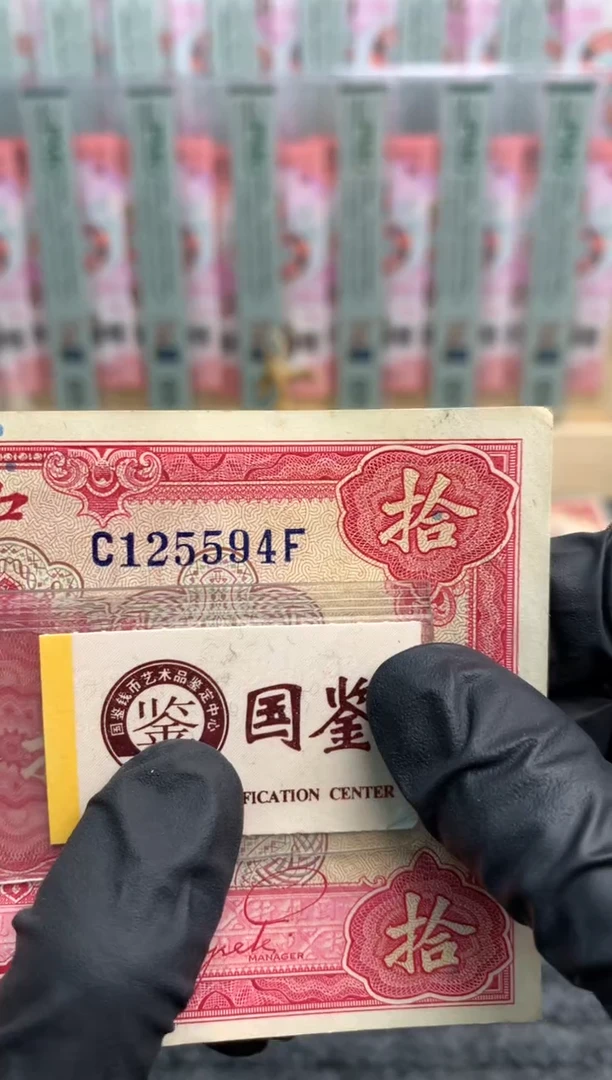 C125594F
拾
国鉴钱币艺术品鉴定中心
鉴
国鉴
FICATION CENTER
MANAGER
拾